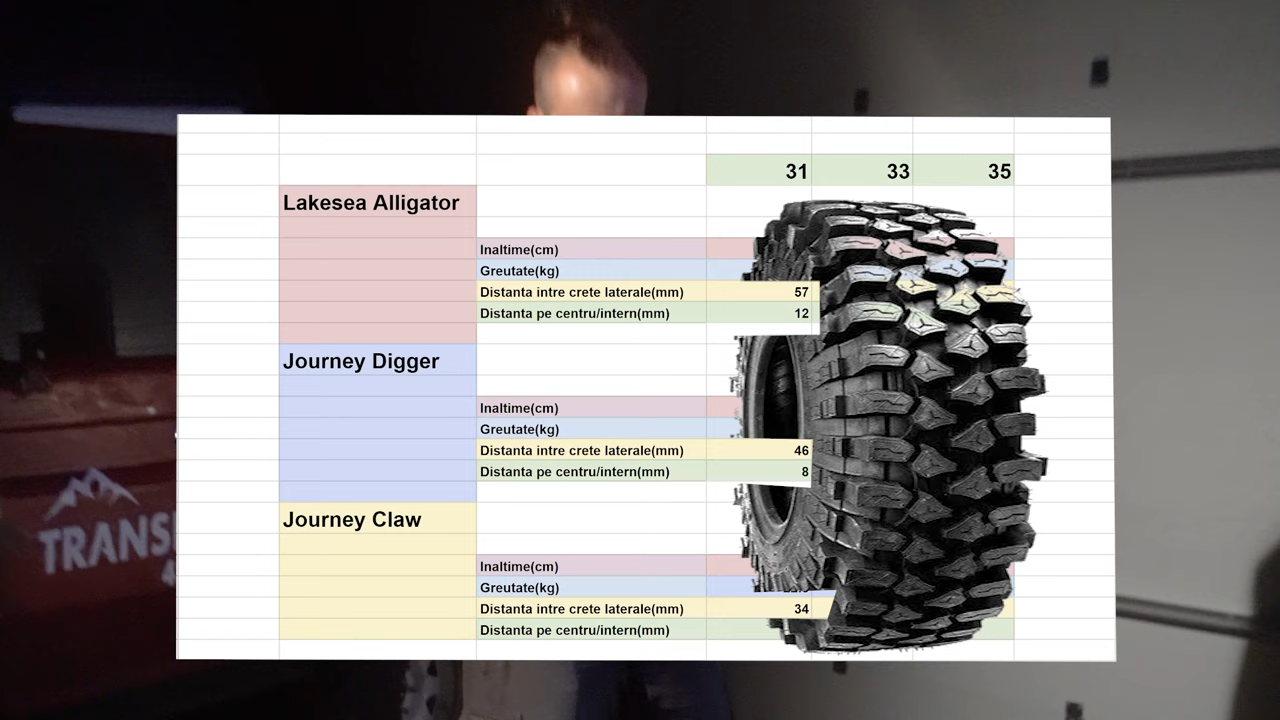 31 33 35
Lakesea Alligator
Inaltime(cm)
Greutate(kg)
Distanta intre crete laterale(mm) 57
Distanta pe centru/intern(mm) 12
Journey Digger
Inaltime(cm)
Greutate(kg)
Distanta intre crete laterale(mm) 46
Distanta pe centru/intern(mm) 8
Journey Claw
Inaltime(cm)
Greutate(kg)
Distanta intre crete laterale(mm) 34
Distanta pe centru/intern(mm)